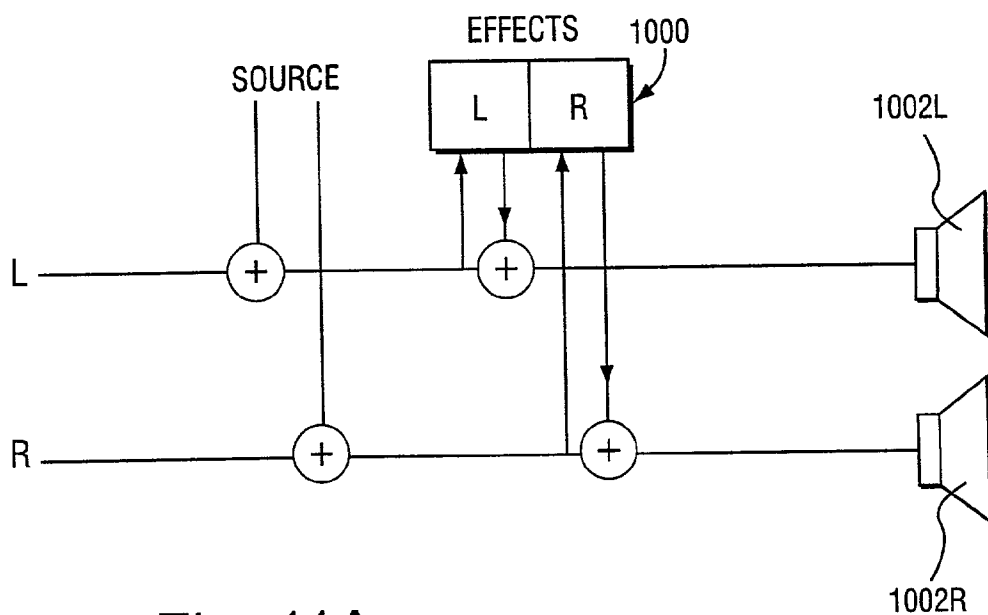 EFFECTS 1000
SOURCE
L R
1002L
L + +
R + +
1002R